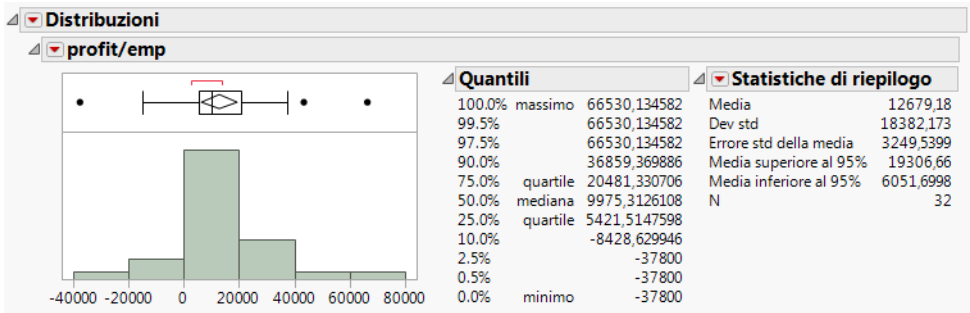 Distribuzioni
profit/emp
-40000 -20000 0 20000 40000 60000 80000
Quantili
100.0% massimo 66530,134582
99.5% 66530,134582
97.5% 66530,134582
90.0% 36859,369886
75.0% quartile 20481,330706
50.0% mediana 9975,3126108
25.0% quartile 5421,5147598
10.0% -8428,629946
2.5% -37800
0.5% -37800
0.0% minimo -37800
Statistiche di riepilogo
Media 12679,18
Dev std 18382,173
Errore std della media 3249,5399
Media superiore al 95% 19306,66
Media inferiore al 95% 6051,6998
N 32